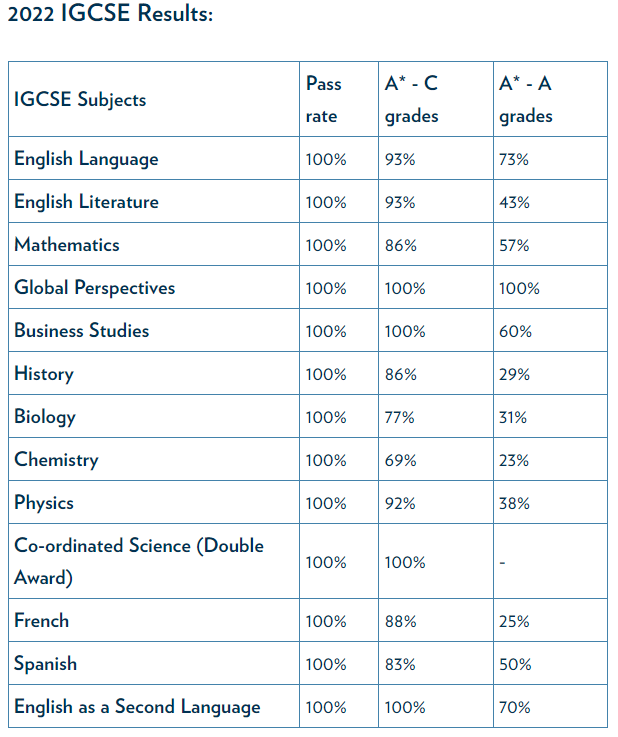 2022 IGCSE Results:
IGCSE Subjects Pass rate A* - C grades A* - A grades
English Language 100% 93% 73%
English Literature 100% 93% 43%
Mathematics 100% 86% 57%
Global Perspectives 100% 100% 100%
Business Studies 100% 100% 60%
History 100% 86% 29%
Biology 100% 77% 31%
Chemistry 100% 69% 23%
Physics 100% 92% 38%
Co-ordinated Science (Double Award) 100% 100% -
French 100% 88% 25%
Spanish 100% 83% 50%
English as a Second Language 100% 100% 70%